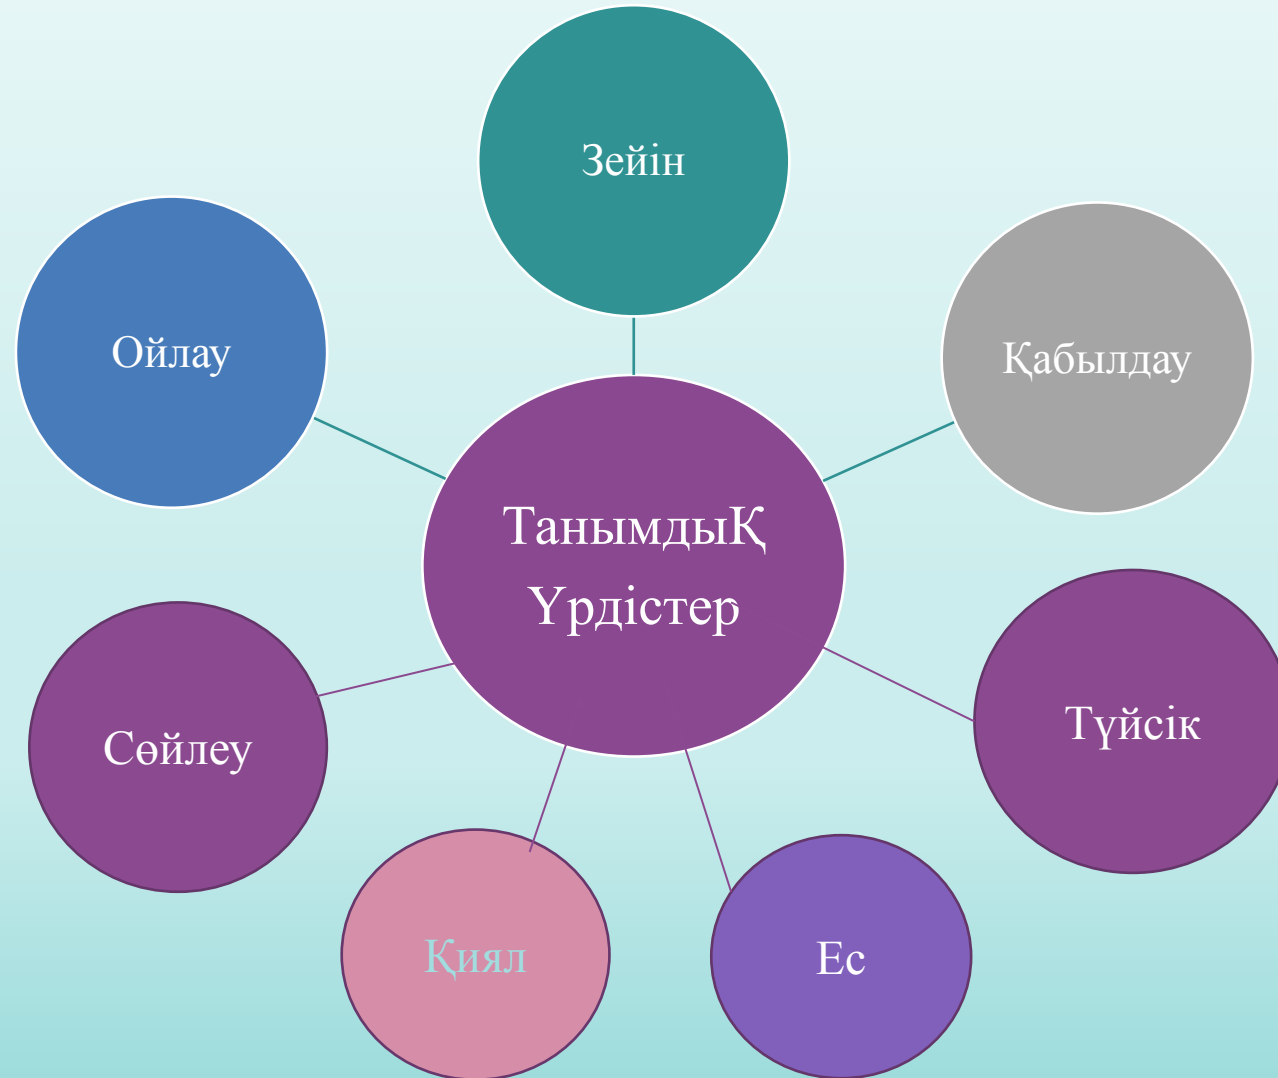 Зейін
Ойлау
Қабылдау
ТанымдыҚ
Үрдістер
Түйсік
Сөйлеу
Қиял
Ес